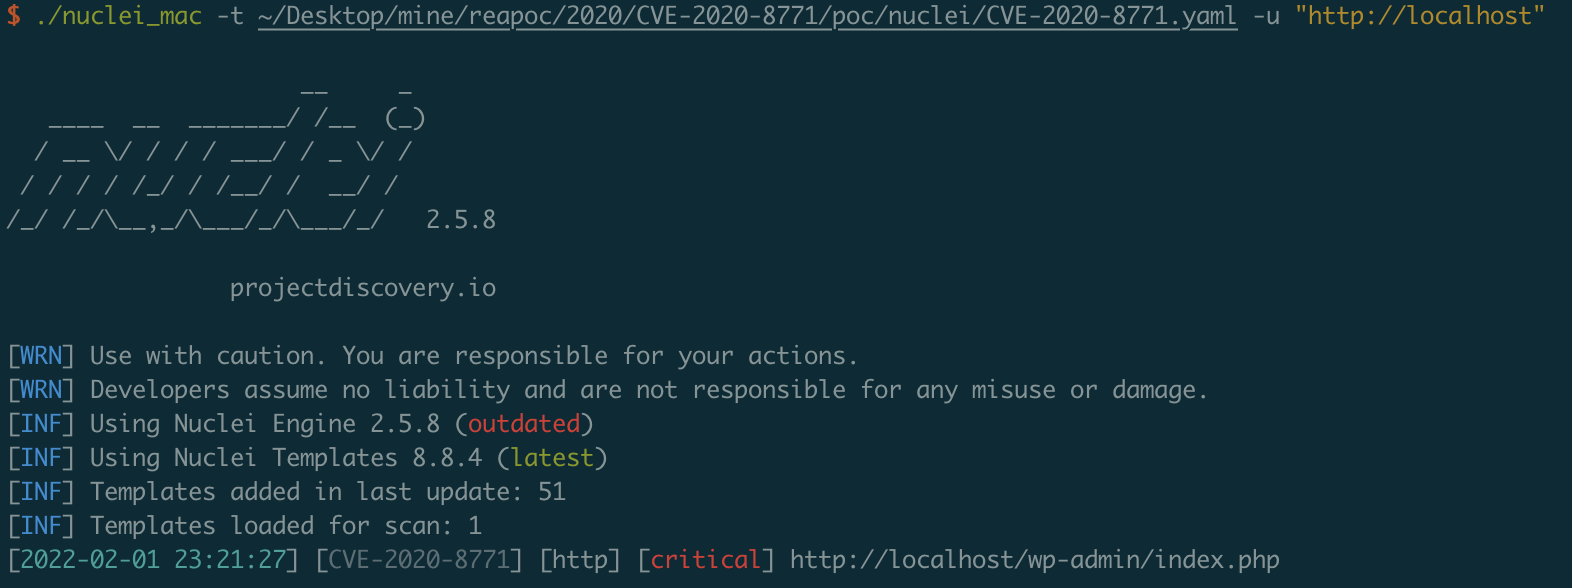 $ ./nuclei_mac -t ~/Desktop/mine/reapoc/2020/CVE-2020-8771/poc/nuclei/CVE-2020-8771.yaml -u "http://localhost"
                     __     _
   ____  __  _______/ /__  (_)
  / __ \/ / / / ___/ / _ \/ /
 / / / / /_/ / /__/ /  __/ /
/_/ /_/\__,_/\___/_/\___/_/   2.5.8
projectdiscovery.io
[WRN] Use with caution. You are responsible for your actions.
[WRN] Developers assume no liability and are not responsible for any misuse or damage.
[INF] Using Nuclei Engine 2.5.8 (outdated)
[INF] Using Nuclei Templates 8.8.4 (latest)
[INF] Templates added in last update: 51
[INF] Templates loaded for scan: 1
[2022-02-01 23:21:27] [CVE-2020-8771] [http] [critical] http://localhost/wp-admin/index.php